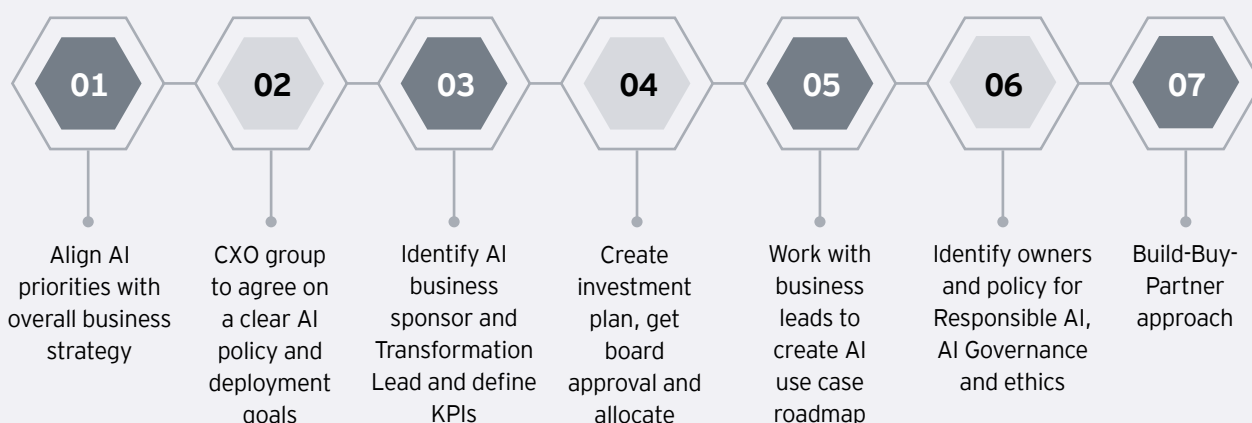 01
02
03
04
05
06
07
Align AI
priorities with
overall business
strategy
CXO group
to agree on
a clear AI
policy and
deployment
goals
Identify AI
business
sponsor and
Transformation
Lead and define
KPIs
Create
investment
plan, get
board
approval and
allocate
Work with
business
leads to
create AI
use case
roadmap
Identify owners
and policy for
Responsible AI,
AI Governance
and ethics
Build-Buy-
Partner
approach